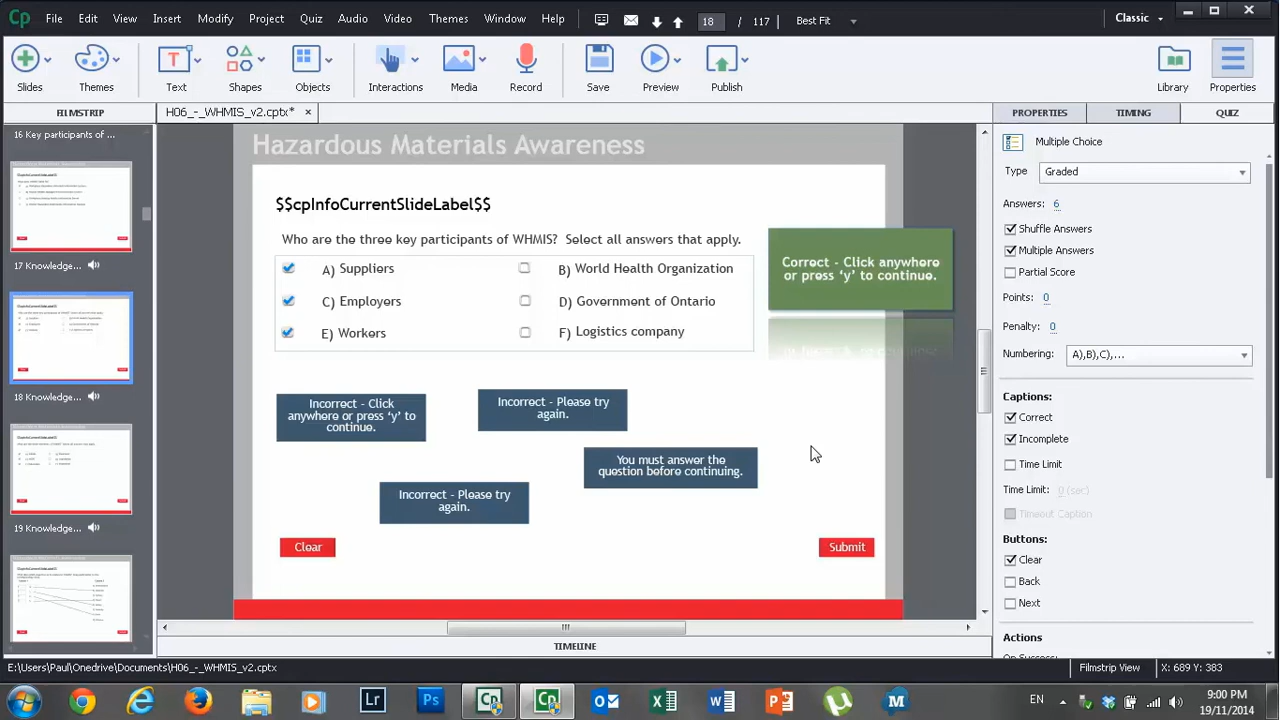 Cp File Edit View Insert Modify Project Quiz Audio Video Themes Window Help 18 / 117 Best Fit Classic
Slides Themes Text Shapes Objects Interactions Media Record Save Preview Publish Library Properties
FILMSTRIP H06_-_WHMIS_v2.cptx* × PROPERTIES TIMING QUIZ
16 Key participants of ...
17 Knowledge...
18 Knowledge...
19 Knowledge...
Hazardous Materials Awareness
$$cpInfoCurrentSlideLabel$$
Who are the three key participants of WHMIS? Select all answers that apply.
A) Suppliers B) World Health Organization
C) Employers D) Government of Ontario
E) Workers F) Logistics company
Correct - Click anywhere
or press ‘y’ to continue.
Incorrect - Click
anywhere or press ‘y’ to
continue.
Incorrect - Please try
again.
You must answer the
question before continuing.
Incorrect - Please try
again.
Clear Submit
Multiple Choice
Type Graded
Answers: 6
Shuffle Answers
Multiple Answers
Partial Score
Points: 0
Penalty: 0
Numbering: A),B),C),...
Captions:
Correct
Incomplete
Time Limit
Time Limit: 0 (sec)
Timeout Caption
Buttons:
Clear
Back
Next
Actions
On Success:
TIMELINE
E:\Users\Paul\Onedrive\Documents\H06_-_WHMIS_v2.cptx Filmstrip View X: 689 Y: 383
Lr Ps EN 9:00 PM
19/11/2014